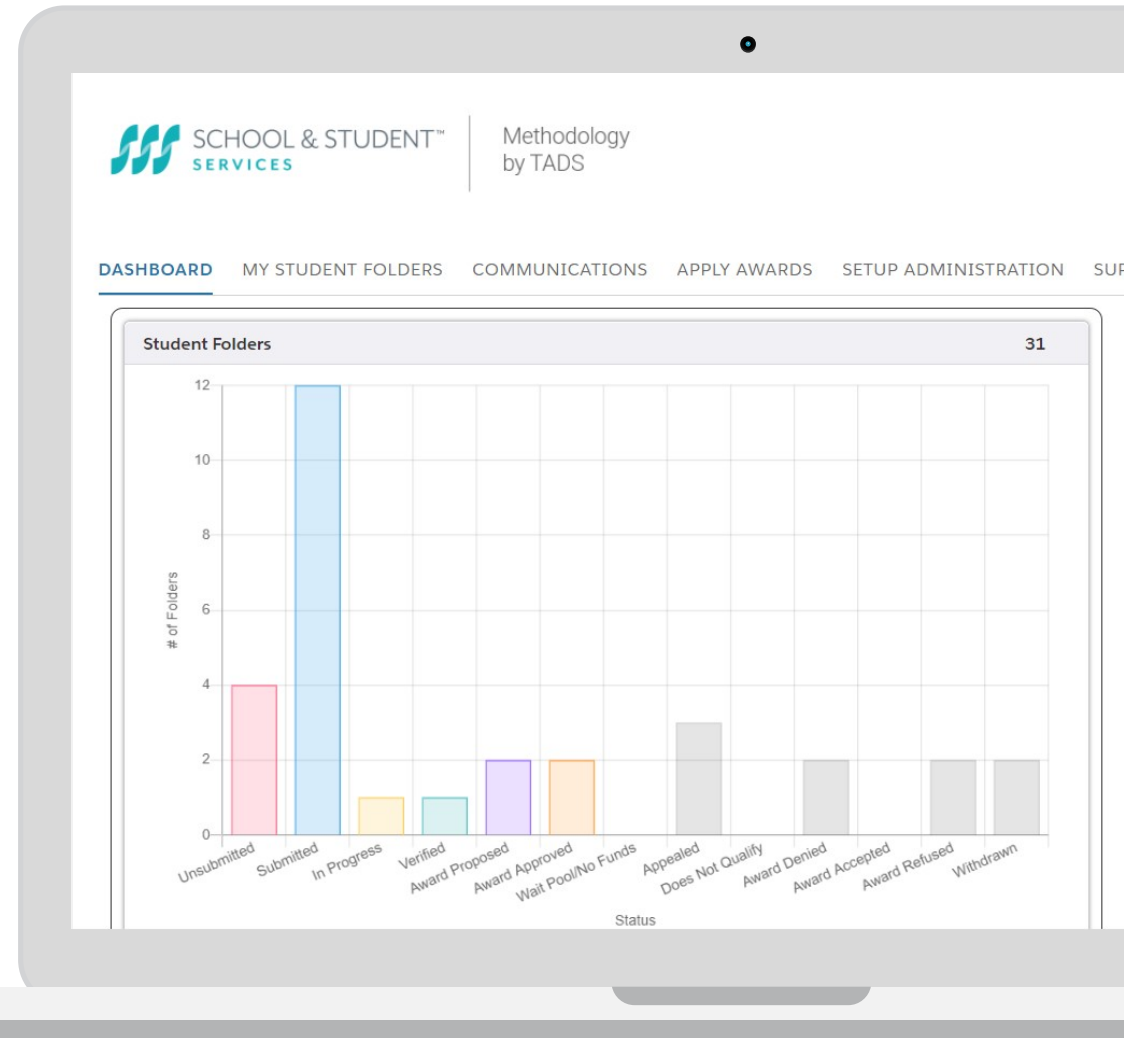 SCHOOL & STUDENT™
SERVICES
Methodology
by TADS
DASHBOARD MY STUDENT FOLDERS COMMUNICATIONS APPLY AWARDS SETUP ADMINISTRATION
Student Folders 31
12
10
8
6
4
2
0
# of Folders
Unsubmitted
Submitted
In Progress
Verified
Award Proposed
Award Approved
Wait Pool/No Funds
Appealed
Does Not Qualify
Award Denied
Award Accepted
Award Refused
Withdrawn
Status